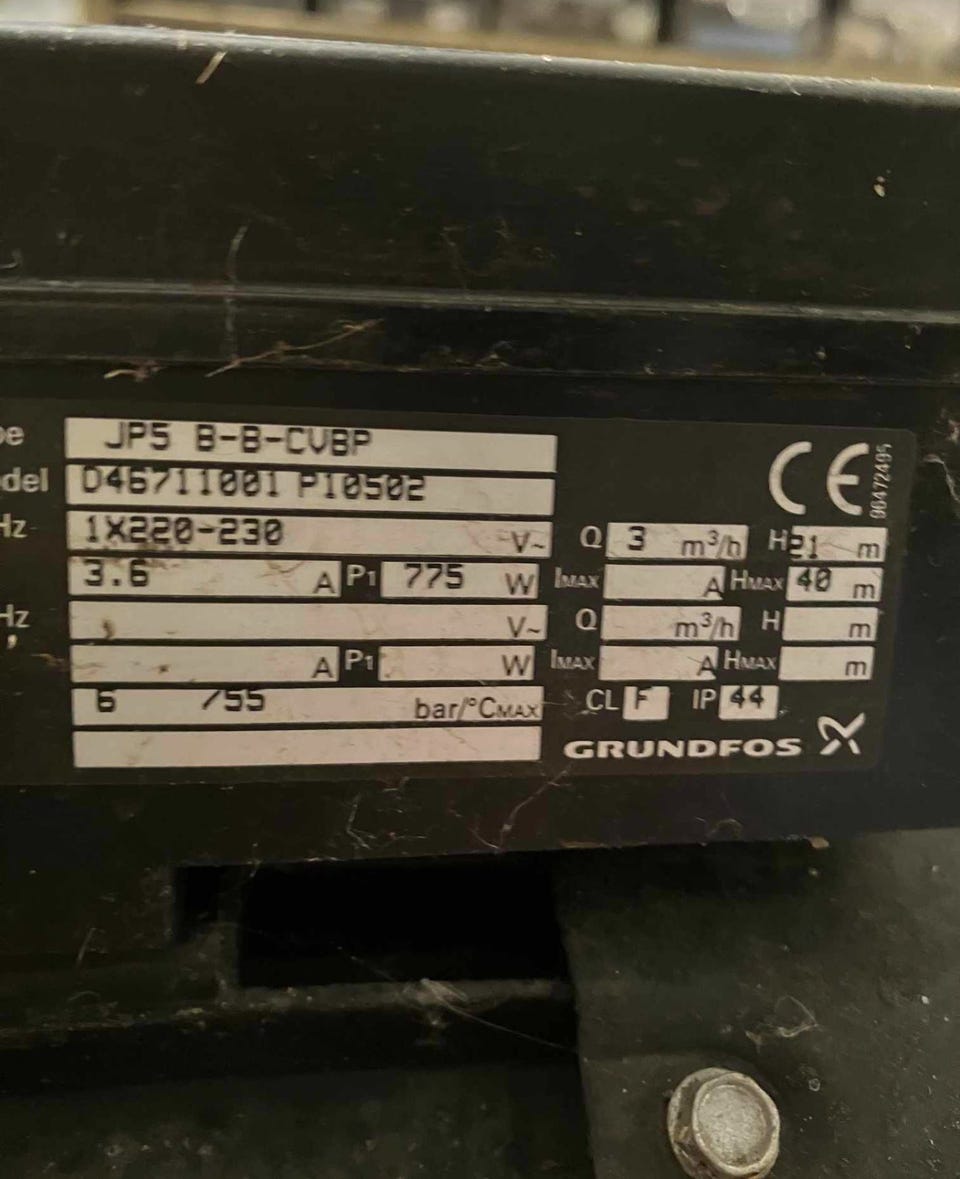 pe JP5 B-B-CVBP
odel D46711001 P10502
Hz 1X220-230 V~ Q 3 m³/h H 21 m
3.6 A P1 775 W IMAX A HMAX 40 m
Hz V~ Q m³/h H m
A P1 W IMAX A HMAX m
6 /55 bar/°CMAX CL F IP 44
GRUNDFOS
CE
96472495